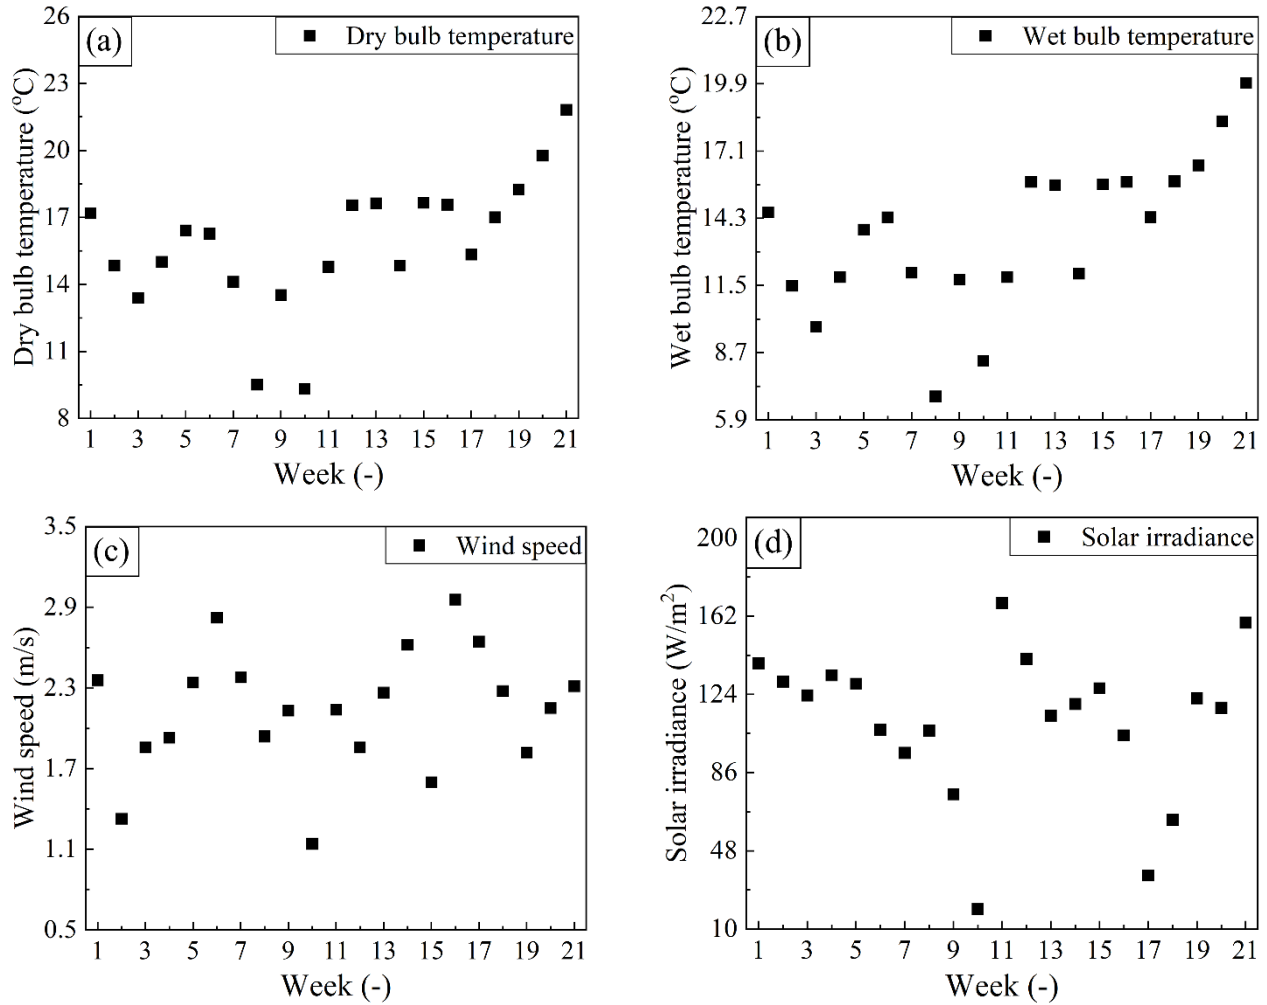 (a)
Dry bulb temperature
26
23
20
17
14
11
8
Dry bulb temperature (ºC)
1 3 5 7 9 11 13 15 17 19 21
Week (-)
(b)
Wet bulb temperature
22.7
19.9
17.1
14.3
11.5
8.7
5.9
Wet bulb temperature (ºC)
1 3 5 7 9 11 13 15 17 19 21
Week (-)
(c)
Wind speed
3.5
2.9
2.3
1.7
1.1
0.5
Wind speed (m/s)
1 3 5 7 9 11 13 15 17 19 21
Week (-)
(d)
Solar irradiance
200
162
124
86
48
10
Solar irradiance (W/m²)
1 3 5 7 9 11 13 15 17 19 21
Week (-)